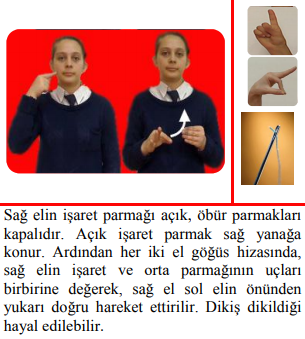 Sağ elin işaret parmağı açık, öbür parmakları
kapalıdır. Açık işaret parmak sağ yanağa
konur. Ardından her iki el göğüs hizasında,
sağ elin işaret ve orta parmağının uçları
birbirine değerek, sağ el sol elin önünden
yukarı doğru hareket ettirilir. Dikiş dikildiği
hayal edilebilir.